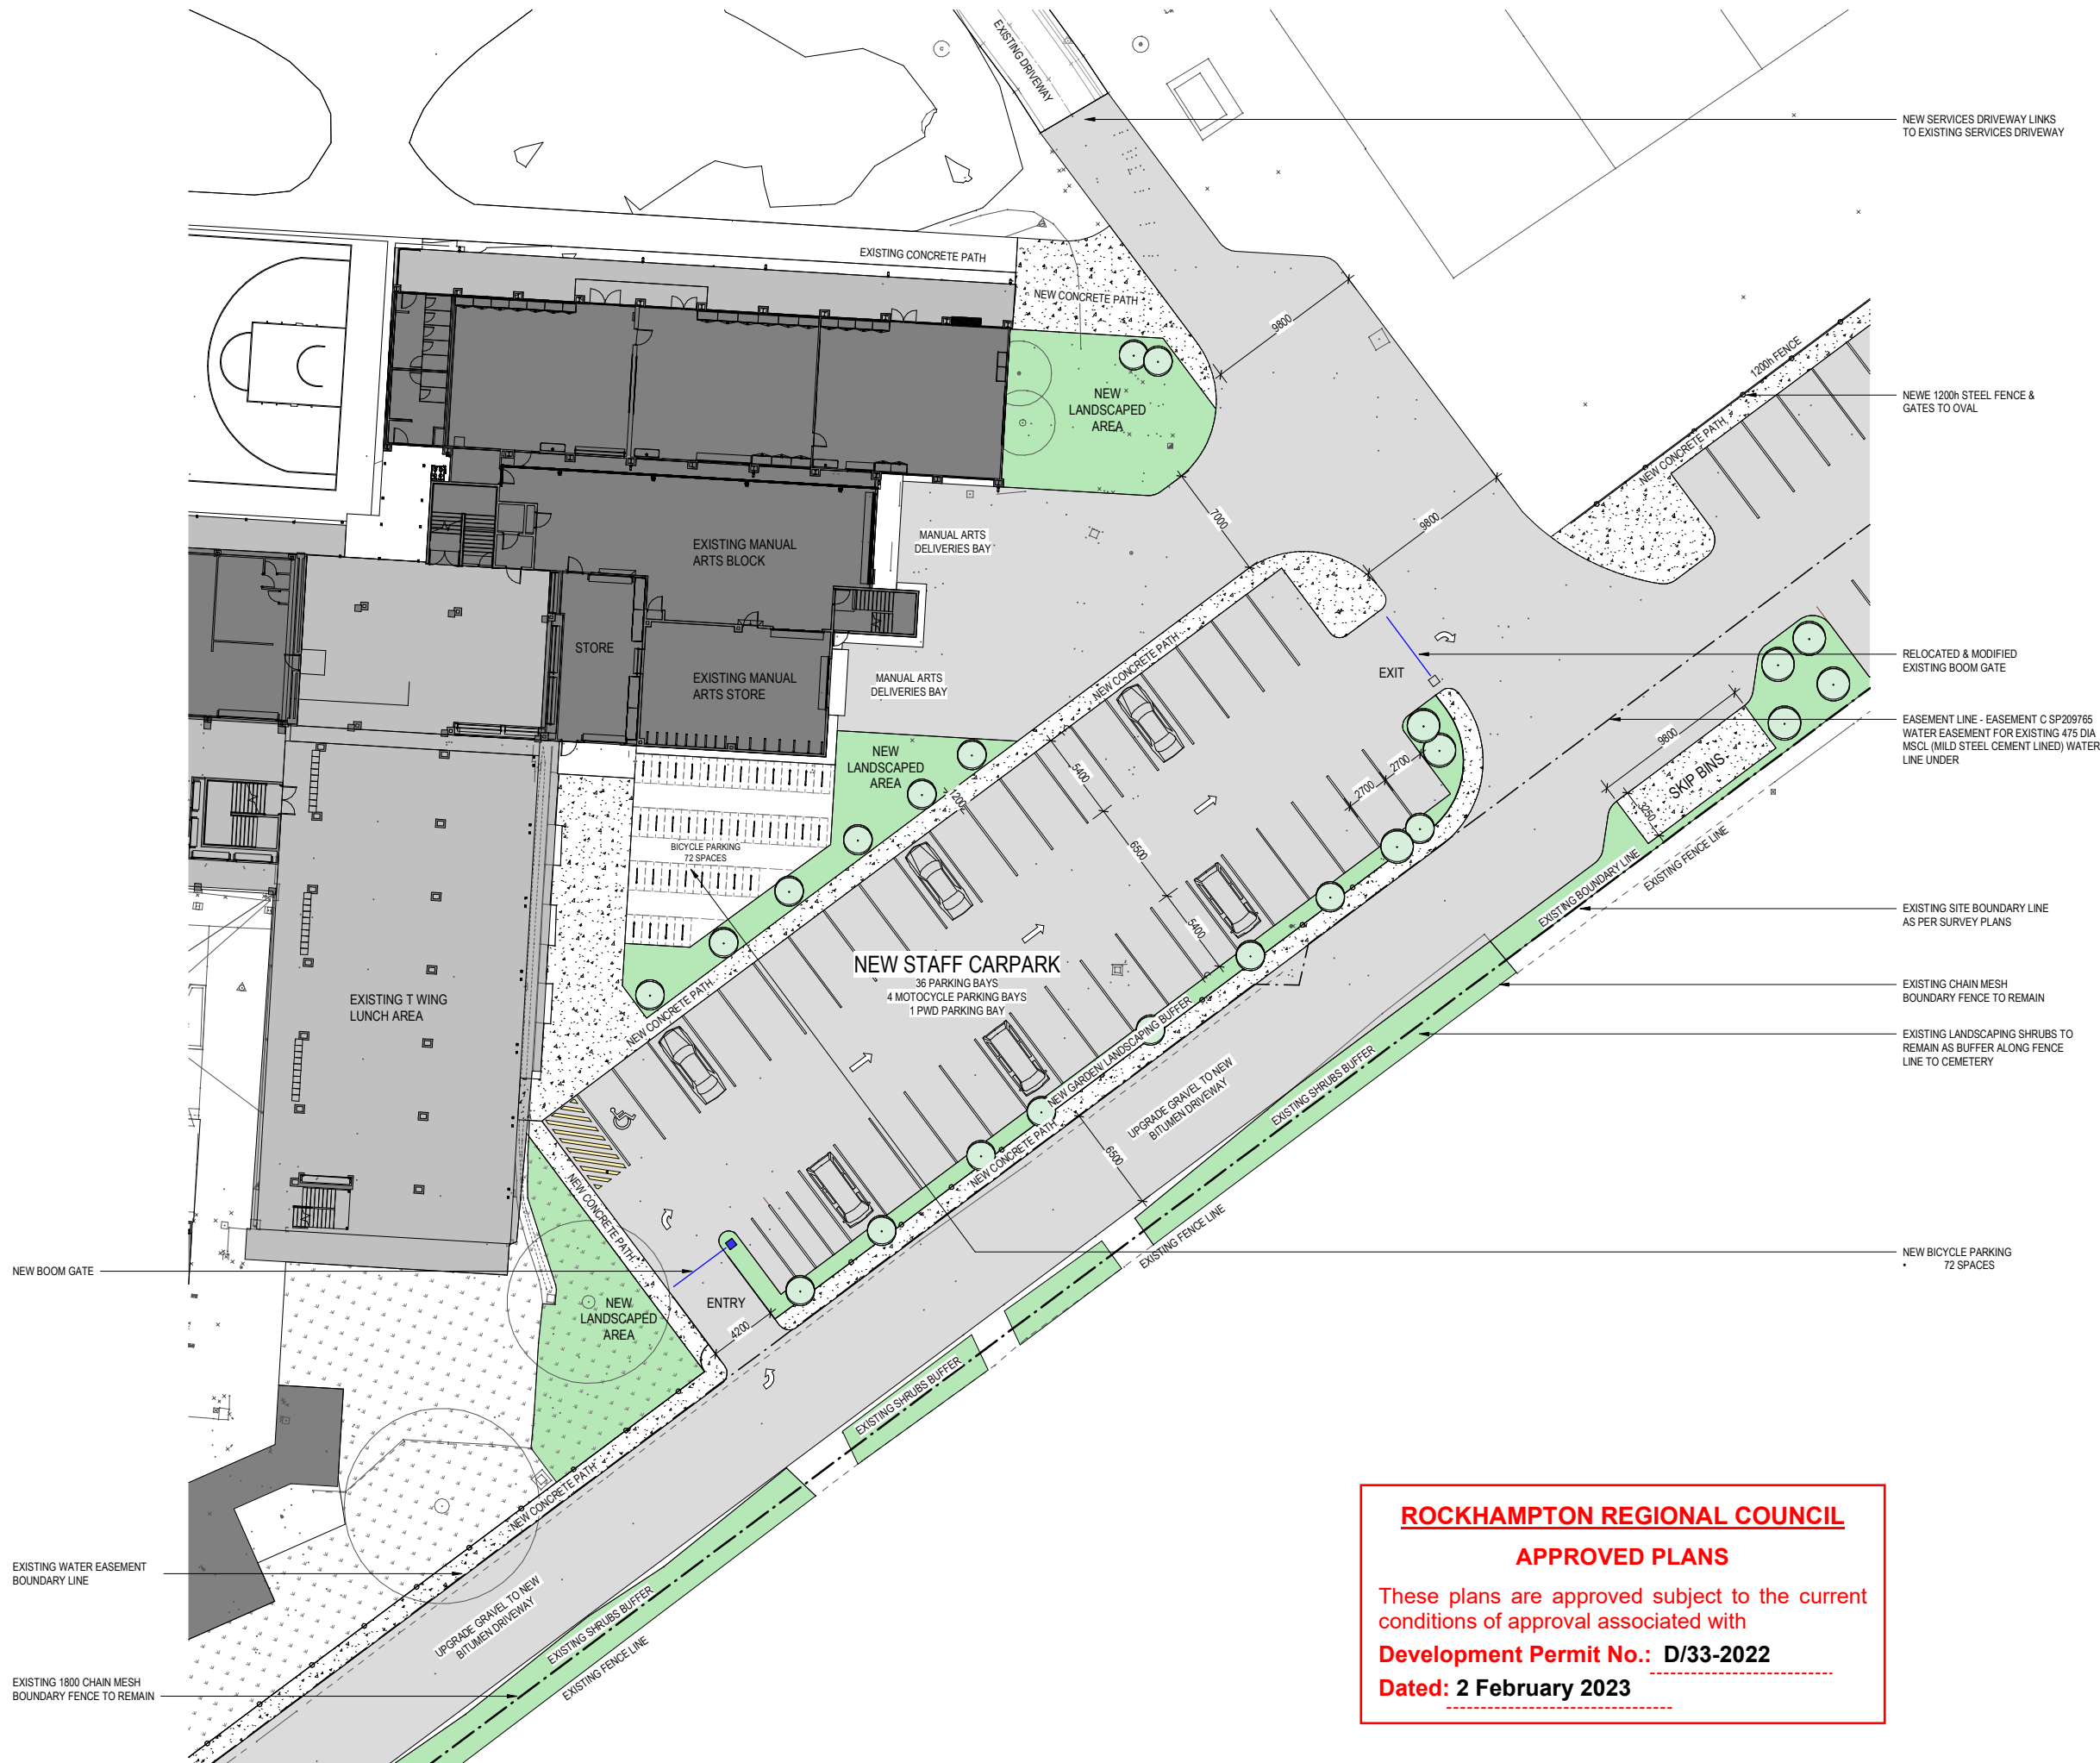 EXISTING DRIVEWAY
NEW SERVICES DRIVEWAY LINKS
TO EXISTING SERVICES DRIVEWAY
EXISTING CONCRETE PATH
NEW CONCRETE PATH
9800
1200h FENCE
NEW
LANDSCAPED
AREA
NEWE 1200h STEEL FENCE &
GATES TO OVAL
NEW CONCRETE PATH
7000
9800
MANUAL ARTS
DELIVERIES BAY
EXISTING MANUAL
ARTS BLOCK
STORE
EXISTING MANUAL
ARTS STORE
MANUAL ARTS
DELIVERIES BAY
NEW CONCRETE PATH
EXIT
RELOCATED & MODIFIED
EXISTING BOOM GATE
EASEMENT LINE - EASEMENT C SP209765
WATER EASEMENT FOR EXISTING 475 DIA
MSCL (MILD STEEL CEMENT LINED) WATER
LINE UNDER
NEW
LANDSCAPED
AREA
5400
2700
2700
9800
SKIP BINS
3250
1200
6500
BICYCLE PARKING
72 SPACES
EXISTING BOUNDARY LINE
EXISTING FENCE LINE
EXISTING SITE BOUNDARY LINE
AS PER SURVEY PLANS
5400
NEW STAFF CARPARK
36 PARKING BAYS
4 MOTOCYCLE PARKING BAYS
1 PWD PARKING BAY
EXISTING T WING
LUNCH AREA
NEW CONCRETE PATH
EXISTING CHAIN MESH
BOUNDARY FENCE TO REMAIN
NEW GARDEN/ LANDSCAPING BUFFER
EXISTING LANDSCAPING SHRUBS TO
REMAIN AS BUFFER ALONG FENCE
LINE TO CEMETERY
UPGRADE GRAVEL TO NEW
BITUMEN DRIVEWAY
EXISTING SHRUBS BUFFER
NEW CONCRETE PATH
6500
NEW CONCRETE PATH
EXISTING FENCE LINE
NEW BICYCLE PARKING
• 72 SPACES
NEW BOOM GATE
ENTRY
NEW
LANDSCAPED
AREA
4200
EXISTING SHRUBS BUFFER
NEW CONCRETE PATH
EXISTING WATER EASEMENT
BOUNDARY LINE
UPGRADE GRAVEL TO NEW
BITUMEN DRIVEWAY
EXISTING SHRUBS BUFFER
EXISTING FENCE LINE
EXISTING 1800 CHAIN MESH
BOUNDARY FENCE TO REMAIN
ROCKHAMPTON REGIONAL COUNCIL
APPROVED PLANS
These plans are approved subject to the current
conditions of approval associated with
Development Permit No.: D/33-2022
Dated: 2 February 2023